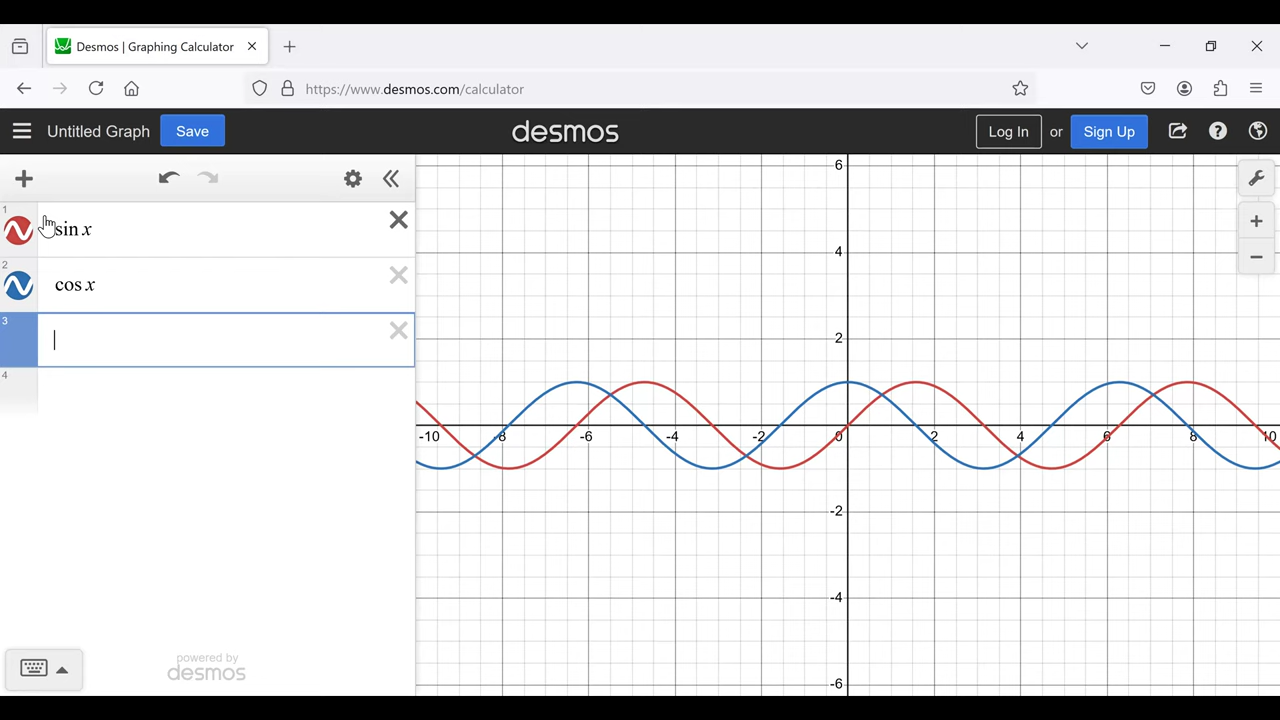 Desmos | Graphing Calculator
https://www.desmos.com/calculator
Untitled Graph Save desmos Log In or Sign Up
1
sin x
2
cos x
3
4
6
4
2
-10 -8 -6 -4 -2 0 2 4 6 8 10
-2
-4
-6
powered by
desmos